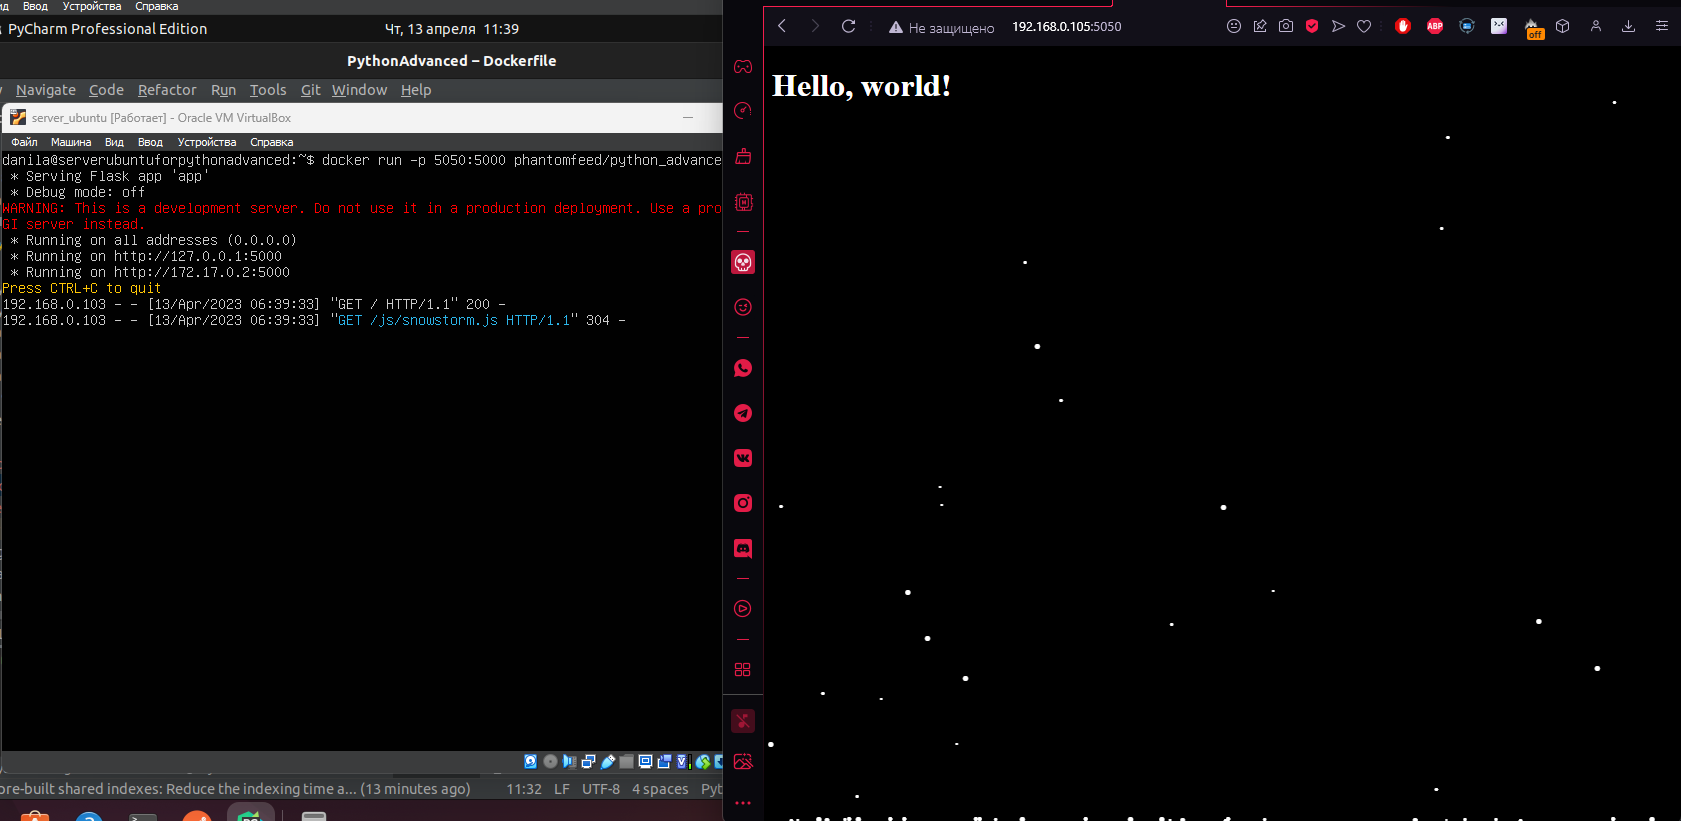 Ввод Устройства Справка
PyCharm Professional Edition Чт, 13 апреля 11:39
PythonAdvanced – Dockerfile
Navigate Code Refactor Run Tools Git Window Help
server_ubuntu [Работает] - Oracle VM VirtualBox
Файл Машина Вид Ввод Устройства Справка
danila@serverubuntuforpythonadvanced:~$ docker run -p 5050:5000 phantomfeed/python_advance
* Serving Flask app 'app'
* Debug mode: off
WARNING: This is a development server. Do not use it in a production deployment. Use a pro
GI server instead.
* Running on all addresses (0.0.0.0)
* Running on http://127.0.0.1:5000
* Running on http://172.17.0.2:5000
Press CTRL+C to quit
192.168.0.103 - - [13/Apr/2023 06:39:33] "GET / HTTP/1.1" 200 -
192.168.0.103 - - [13/Apr/2023 06:39:33] "GET /js/snowstorm.js HTTP/1.1" 304 -
ore-built shared indexes: Reduce the indexing time a... (13 minutes ago) 11:32 LF UTF-8 4 spaces Pyt
Не защищено 192.168.0.105:5050
ABP
off
Hello, world!